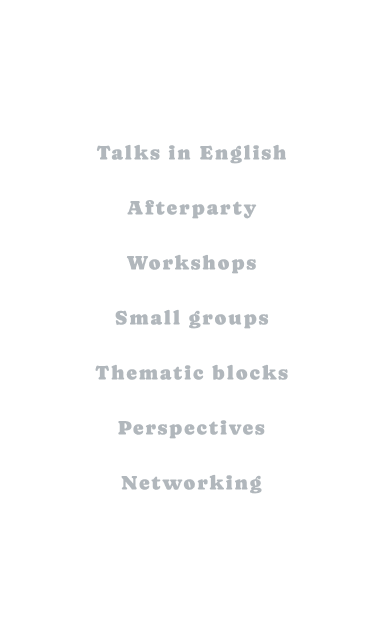 Talks in English
Afterparty
Workshops
Small groups
Thematic blocks
Perspectives
Networking